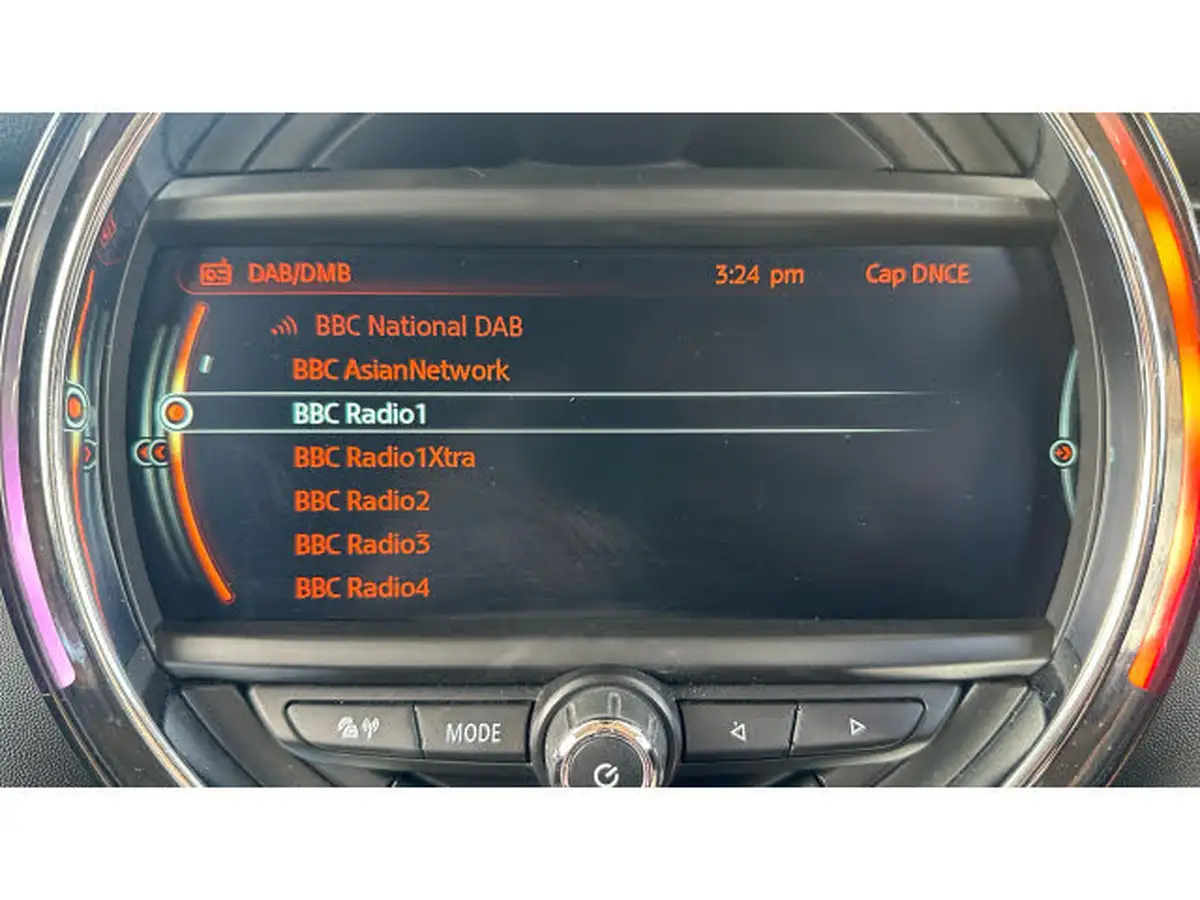 DAB/DMB 3:24 pm Cap DNCE
BBC National DAB
BBC AsianNetwork
BBC Radio1
BBC Radio1Xtra
BBC Radio2
BBC Radio3
BBC Radio4
MODE